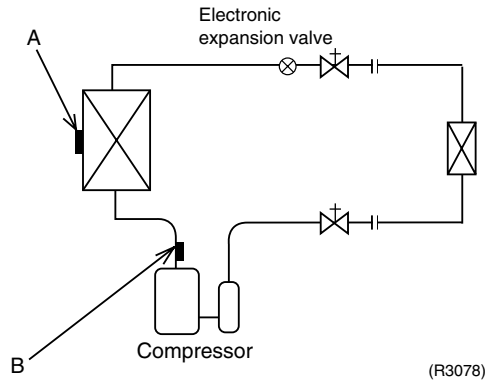 Electronic
expansion valve
A
B
Compressor
(R3078)